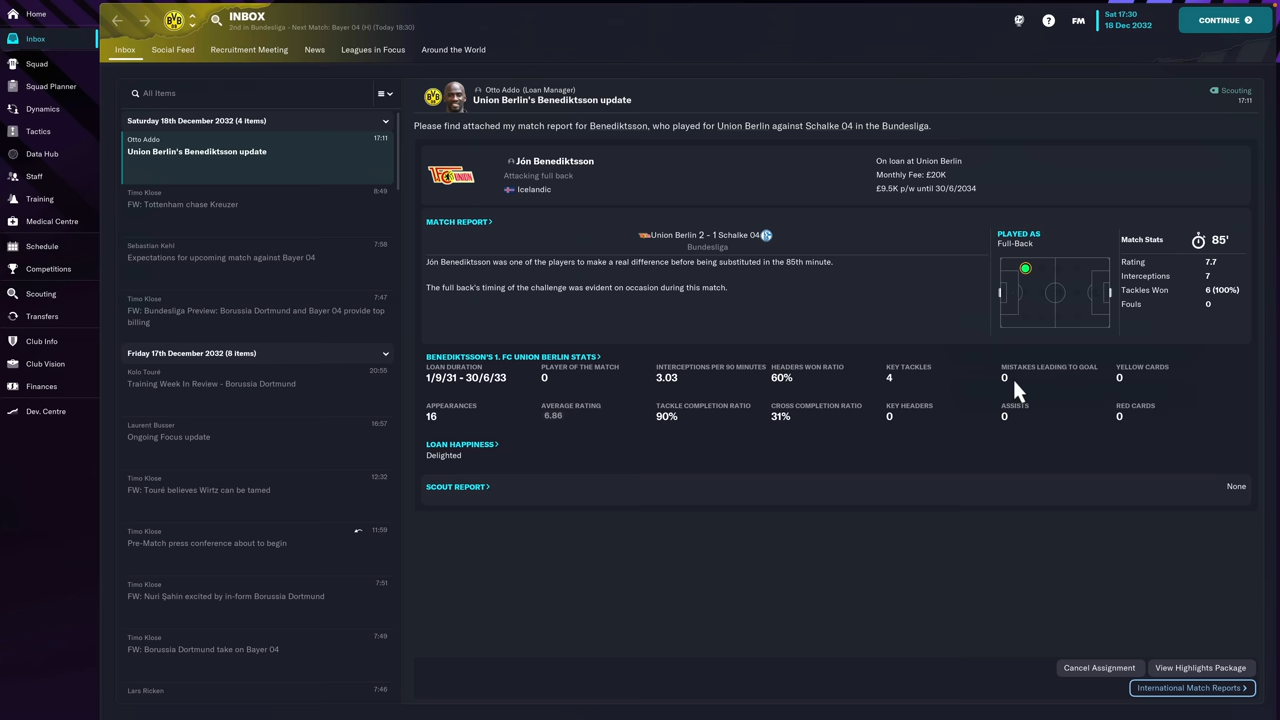 Home
Inbox
Squad
Squad Planner
Dynamics
Tactics
Data Hub
Staff
Training
Medical Centre
Schedule
Competitions
Scouting
Transfers
Club Info
Club Vision
Finances
Dev. Centre
BVB 09
INBOX
2nd in Bundesliga - Next Match: Bayer 04 (H) (Today 18:30)
FM
Sat 17:30
18 Dec 2032
CONTINUE
Inbox
Social Feed
Recruitment Meeting
News
Leagues in Focus
Around the World
All Items
Saturday 18th December 2032 (4 items)
Otto Addo 17:11
Union Berlin's Benediktsson update
Timo Klose 8:49
FW: Tottenham chase Kreuzer
Sebastian Kehl 7:58
Expectations for upcoming match against Bayer 04
Timo Klose 7:47
FW: Bundesliga Preview: Borussia Dortmund and Bayer 04 provide top
billing
Friday 17th December 2032 (8 items)
Kolo Touré 20:55
Training Week In Review - Borussia Dortmund
Laurent Busser 16:57
Ongoing Focus update
Timo Klose 12:32
FW: Touré believes Wirtz can be tamed
Timo Klose 11:59
Pre-Match press conference about to begin
Timo Klose 7:51
FW: Nuri Şahin excited by in-form Borussia Dortmund
Timo Klose 7:49
FW: Borussia Dortmund take on Bayer 04
Lars Ricken 7:46
Otto Addo (Loan Manager)
Union Berlin's Benediktsson update
Scouting
17:11
Please find attached my match report for Benediktsson, who played for Union Berlin against Schalke 04 in the Bundesliga.
Jón Benediktsson
Attacking full back
Icelandic
On loan at Union Berlin
Monthly Fee: £20K
£9.5K p/w until 30/6/2034
MATCH REPORT >
Union Berlin 2 - 1 Schalke 04
Bundesliga
Jón Benediktsson was one of the players to make a real difference before being substituted in the 85th minute.
The full back's timing of the challenge was evident on occasion during this match.
PLAYED AS
Full-Back
Match Stats 85'
Rating 7.7
Interceptions 7
Tackles Won 6 (100%)
Fouls 0
BENEDIKTSSON'S 1. FC UNION BERLIN STATS >
LOAN DURATION PLAYER OF THE MATCH INTERCEPTIONS PER 90 MINUTES HEADERS WON RATIO KEY TACKLES MISTAKES LEADING TO GOAL YELLOW CARDS
1/9/31 - 30/6/33 0 3.03 60% 4 0 0
APPEARANCES AVERAGE RATING TACKLE COMPLETION RATIO CROSS COMPLETION RATIO KEY HEADERS ASSISTS RED CARDS
16 6.86 90% 31% 0 0 0
LOAN HAPPINESS >
Delighted
SCOUT REPORT > None
Cancel Assignment
View Highlights Package
International Match Reports >